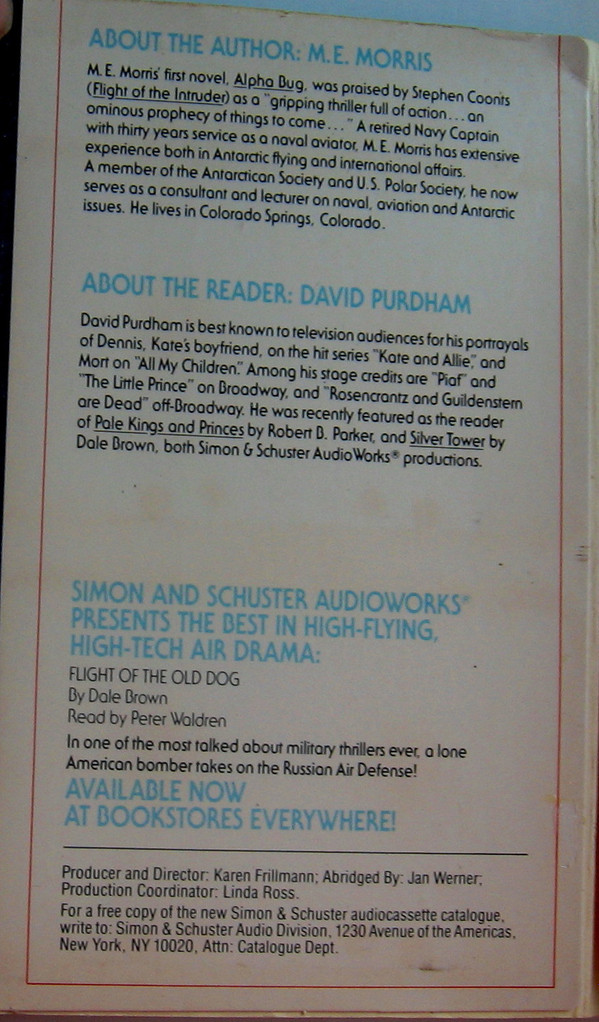 ABOUT THE AUTHOR: M.E. MORRIS
M.E. Morris' first novel, Alpha Bug, was praised by Stephen Coonts
(Flight of the Intruder) as a "gripping thriller full of action...an
ominous prophecy of things to come..." A retired Navy Captain
with thirty years service as a naval aviator, M.E. Morris has extensive
experience both in Antarctic flying and international affairs.
A member of the Antarctican Society and U.S. Polar Society, he now
serves as a consultant and lecturer on naval, aviation and Antarctic
issues. He lives in Colorado Springs, Colorado.
ABOUT THE READER: DAVID PURDHAM
David Purdham is best known to television audiences for his portrayals
of Dennis, Kate's boyfriend, on the hit series "Kate and Allie," and
Mort on "All My Children." Among his stage credits are "Piaf" and
"The Little Prince" on Broadway, and "Rosencrantz and Guildenstern
are Dead" off-Broadway. He was recently featured as the reader
of Pale Kings and Princes by Robert B. Parker, and Silver Tower by
Dale Brown, both Simon & Schuster AudioWorks® productions.
SIMON AND SCHUSTER AUDIOWORKS®
PRESENTS THE BEST IN HIGH-FLYING,
HIGH-TECH AIR DRAMA:
FLIGHT OF THE OLD DOG
By Dale Brown
Read by Peter Waldren
In one of the most talked about military thrillers ever, a lone
American bomber takes on the Russian Air Defense!
AVAILABLE NOW
AT BOOKSTORES EVERYWHERE!
Producer and Director: Karen Frillmann; Abridged By: Jan Werner;
Production Coordinator: Linda Ross.
For a free copy of the new Simon & Schuster audiocassette catalogue,
write to: Simon & Schuster Audio Division, 1230 Avenue of the Americas,
New York, NY 10020, Attn: Catalogue Dept.